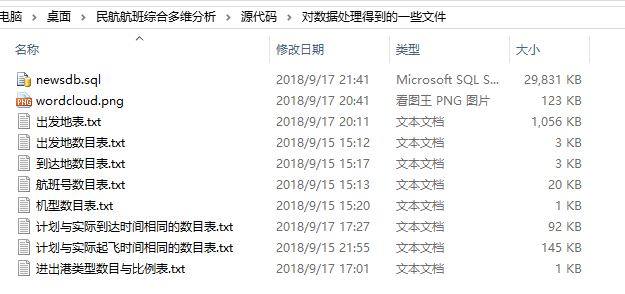 电脑 › 桌面 › 民航航班综合多维分析 › 源代码 › 对数据处理得到的一些文件
名称 修改日期 类型 大小
newsdb.sql 2018/9/17 21:41 Microsoft SQL S... 29,831 KB
wordcloud.png 2018/9/17 20:41 看图王 PNG 图片 123 KB
出发地表.txt 2018/9/17 20:11 文本文档 1,056 KB
出发地数目表.txt 2018/9/15 15:12 文本文档 3 KB
到达地数目表.txt 2018/9/15 15:17 文本文档 3 KB
航班号数目表.txt 2018/9/15 15:13 文本文档 20 KB
机型数目表.txt 2018/9/15 15:20 文本文档 1 KB
计划与实际到达时间相同的数目表.txt 2018/9/17 17:27 文本文档 92 KB
计划与实际起飞时间相同的数目表.txt 2018/9/15 21:55 文本文档 145 KB
进出港类型数目与比例表.txt 2018/9/17 17:01 文本文档 1 KB